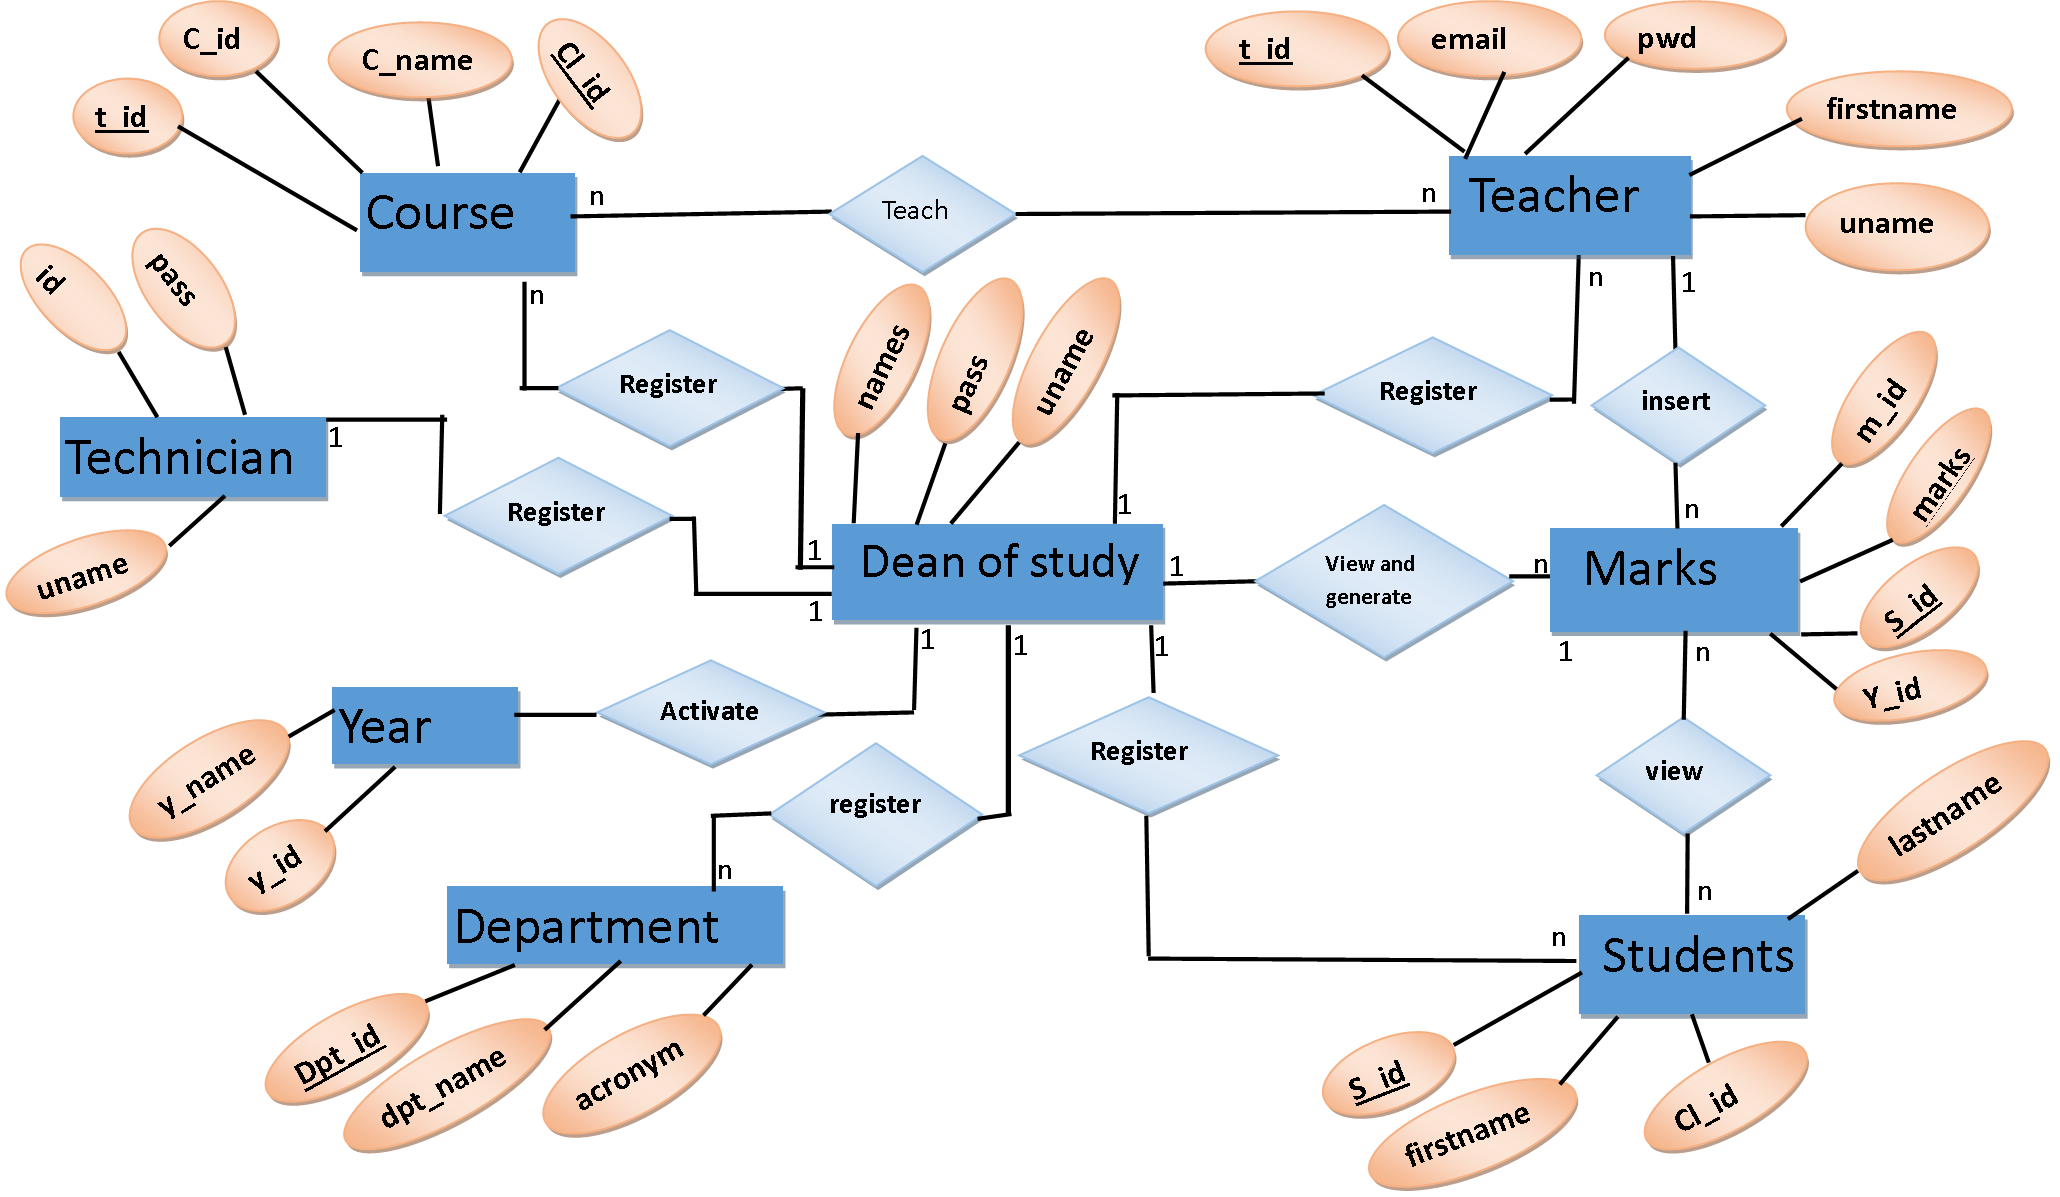 C_id
C_name
Cl_id
t_id
t_id
email
pwd
firstname
uname
Course
n
Teach
n
Teacher
id
pass
n
n
1
names
pass
uname
Register
Register
insert
m_id
marks
Technician
1
Register
1
n
uname
1
1
Dean of study
1
View and
generate
n
Marks
S_id
Y_id
1
1
1
1
n
Year
Activate
Register
view
y_name
y_id
register
n
lastname
n
n
Department
Students
Dpt_id
dpt_name
acronym
S_id
firstname
Cl_id